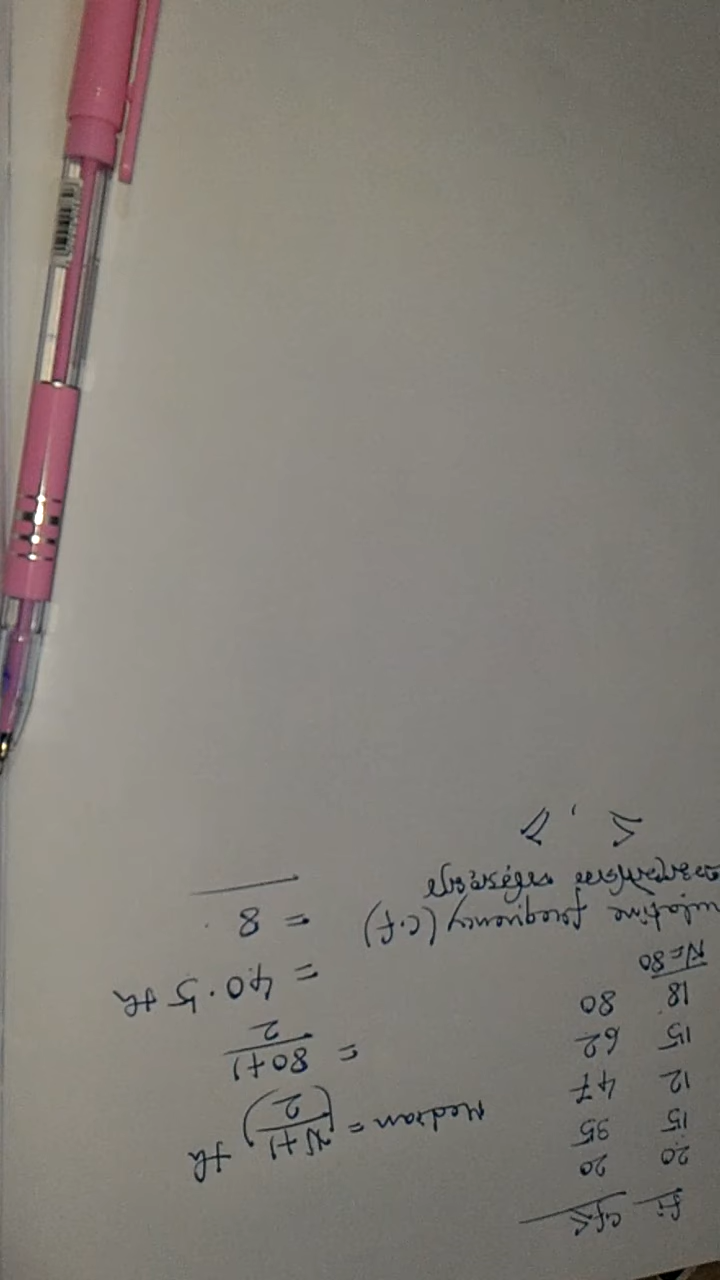 fi cf<
20 20
15 35
12 47
15 62
18 80
N=80
Median = (N+1/2)th
= 80+1/2
= 40.5 th
= 8
mulative frequency (c.f)
< , >